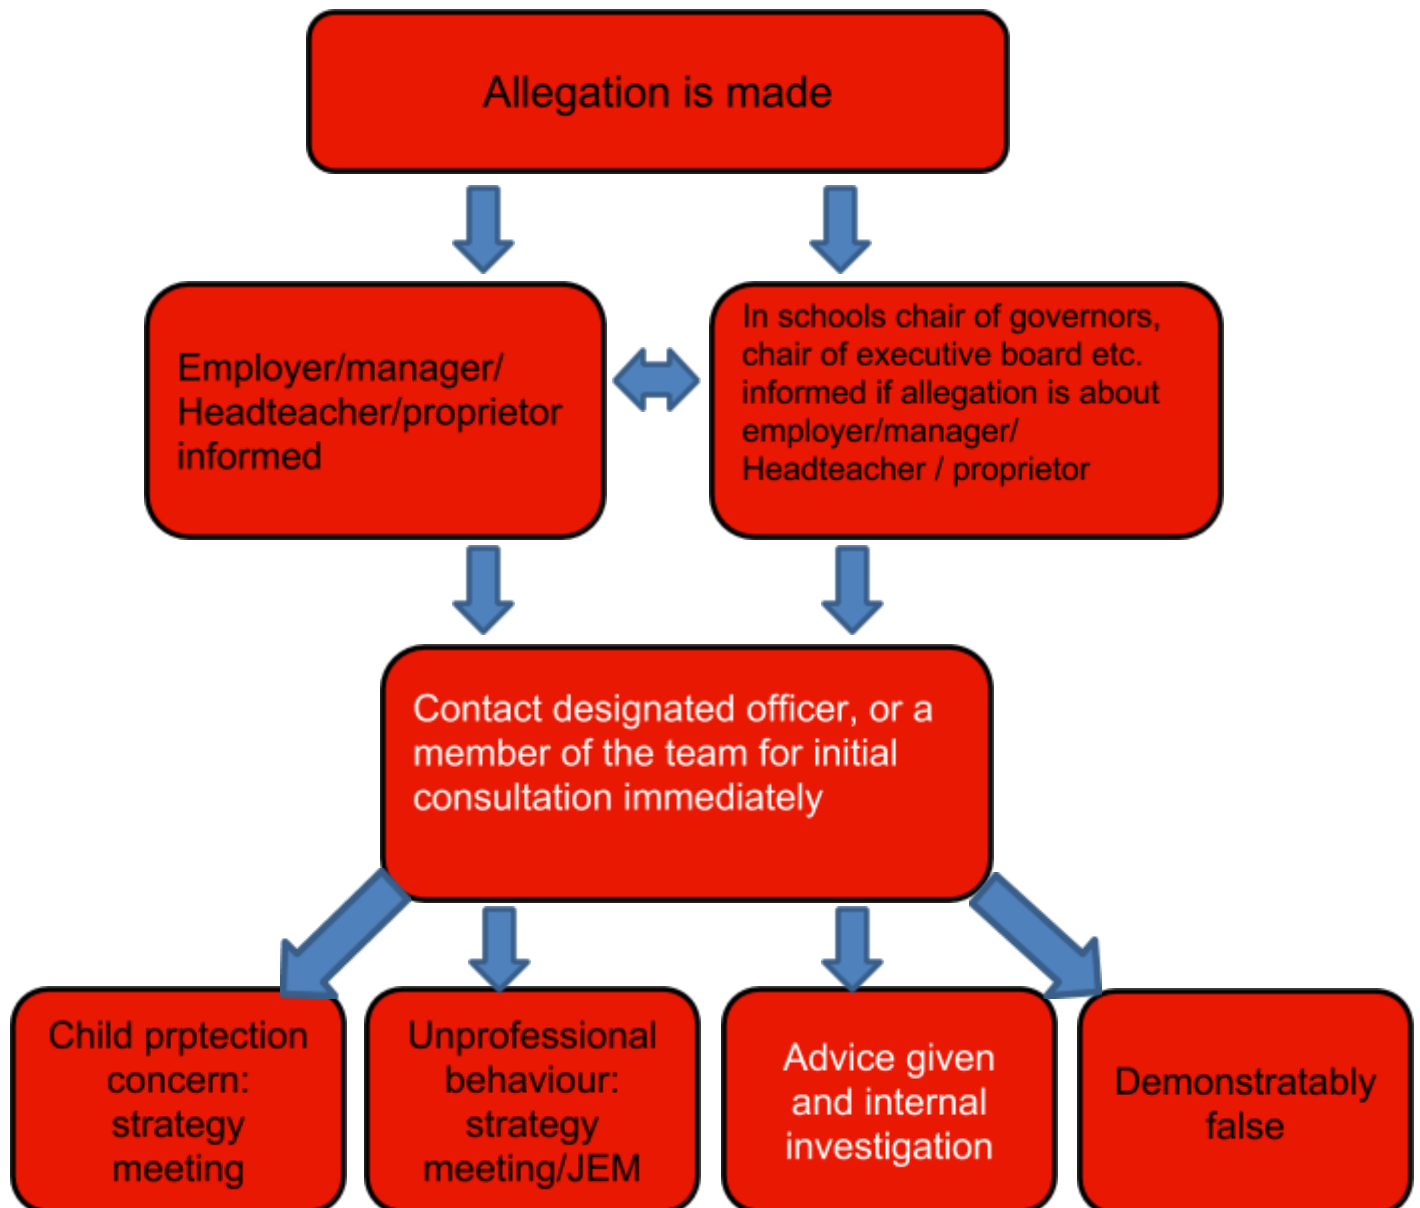 Allegation is made
Employer/manager/
Headteacher/proprietor
informed
In schools chair of governors,
chair of executive board etc.
informed if allegation is about
employer/manager/
Headteacher / proprietor
Contact designated officer, or a
member of the team for initial
consultation immediately
Child prptection
concern:
strategy
meeting
Unprofessional
behaviour:
strategy
meeting/JEM
Advice given
and internal
investigation
Demonstratably
false